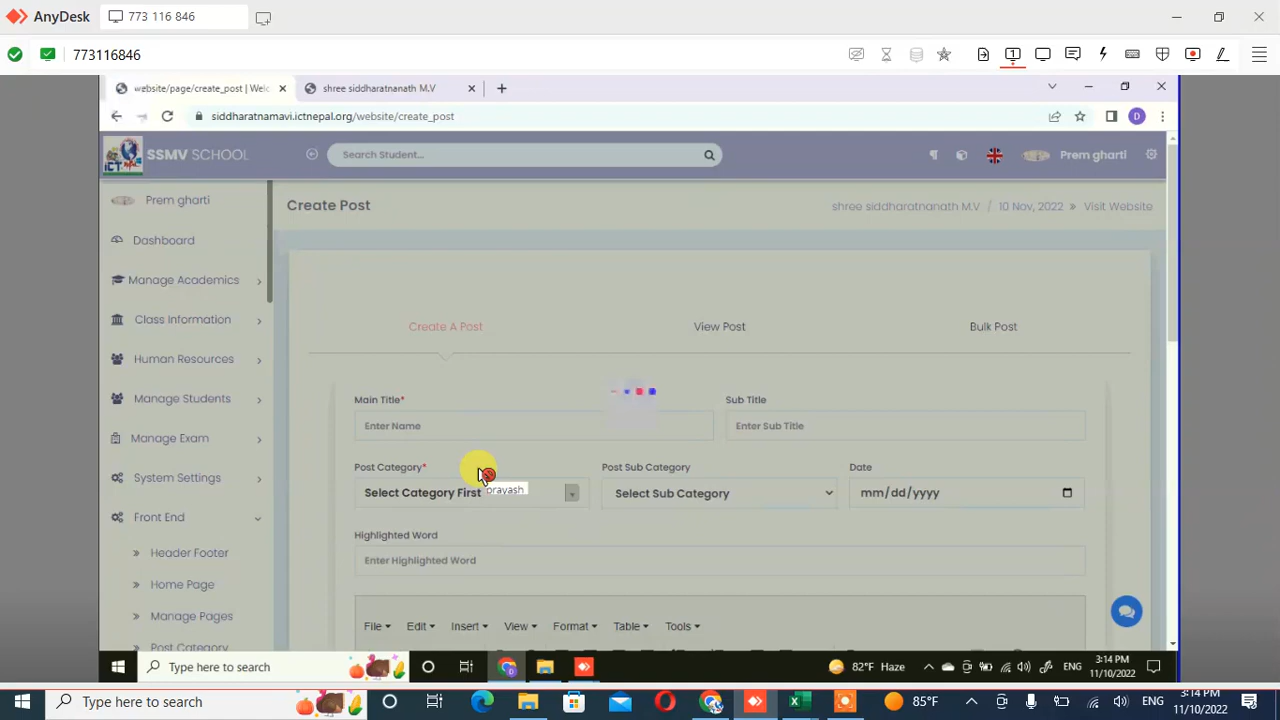 AnyDesk
773 116 846
773116846
1
website/page/create_post | Welc
shree siddharatnanath M.V
siddharatnamavi.ictnepal.org/website/create_post
D
ICT
SSMV SCHOOL
Search Student...
Prem gharti
Prem gharti
Create Post
shree siddharatnanath M.V / 10 Nov, 2022 » Visit Website
Dashboard
Manage Academics
Class Information
Human Resources
Manage Students
Manage Exam
System Settings
Front End
Header Footer
Home Page
Manage Pages
Post Category
Create A Post
View Post
Bulk Post
Main Title*
Sub Title
Enter Name
Enter Sub Title
Post Category*
Post Sub Category
Date
Select Category First
prayash
Select Sub Category
mm/dd/yyyy
Highlighted Word
Enter Highlighted Word
File
Edit
Insert
View
Format
Table
Tools
Type here to search
82°F Haze
ENG
3:14 PM
11/10/2022
Type here to search
85°F
ENG
3:14 PM
11/10/2022